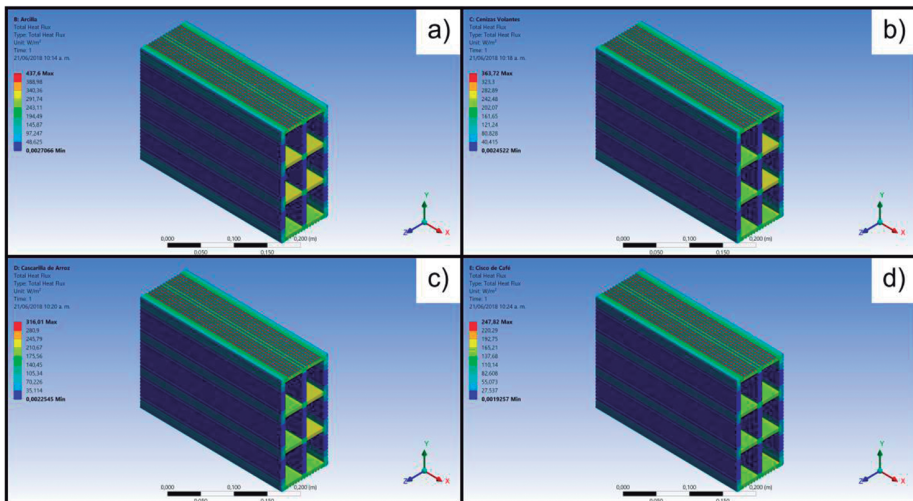 B: Arcilla
Total Heat Flux
Type: Total Heat Flux
Unit: W/m²
Time: 1
21/06/2018 10:14 a. m.
437,6 Max
388,98
340,36
291,74
243,11
194,49
145,87
97,247
48,625
0,0027066 Min
a)
0,000
0,100
0,200 (m)
0,050
0,150
Y
Z
X
C: Cenizas Volantes
Total Heat Flux
Type: Total Heat Flux
Unit: W/m²
Time: 1
21/06/2018 10:18 a. m.
363,72 Max
323,3
282,89
242,48
202,07
161,65
121,24
80,828
40,415
0,0024522 Min
b)
0,000
0,100
0,200 (m)
0,050
0,150
Y
Z
X
D: Cascarilla de Arroz
Total Heat Flux
Type: Total Heat Flux
Unit: W/m²
Time: 1
21/06/2018 10:20 a. m.
316,01 Max
280,9
245,79
210,67
175,56
140,45
105,34
70,226
35,114
0,0022545 Min
c)
0,000
0,100
0,200 (m)
0,050
0,150
Y
Z
X
E: Cisco de Café
Total Heat Flux
Type: Total Heat Flux
Unit: W/m²
Time: 1
21/06/2018 10:24 a. m.
247,82 Max
220,29
192,75
165,21
137,68
110,14
82,608
55,073
27,537
0,0019257 Min
d)
0,000
0,100
0,200 (m)
0,050
0,150
Y
Z
X